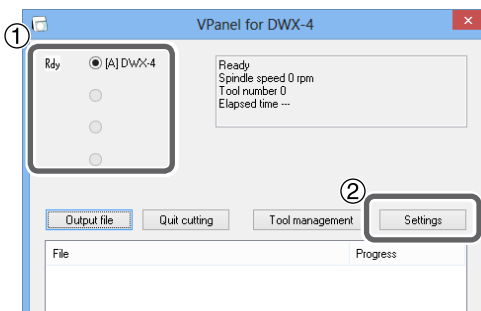 VPanel for DWX-4
①
Rdy [A] DWX-4
Ready
Spindle speed 0 rpm
Tool number 0
Elapsed time ---
②
Output file Quit cutting Tool management Settings
File Progress